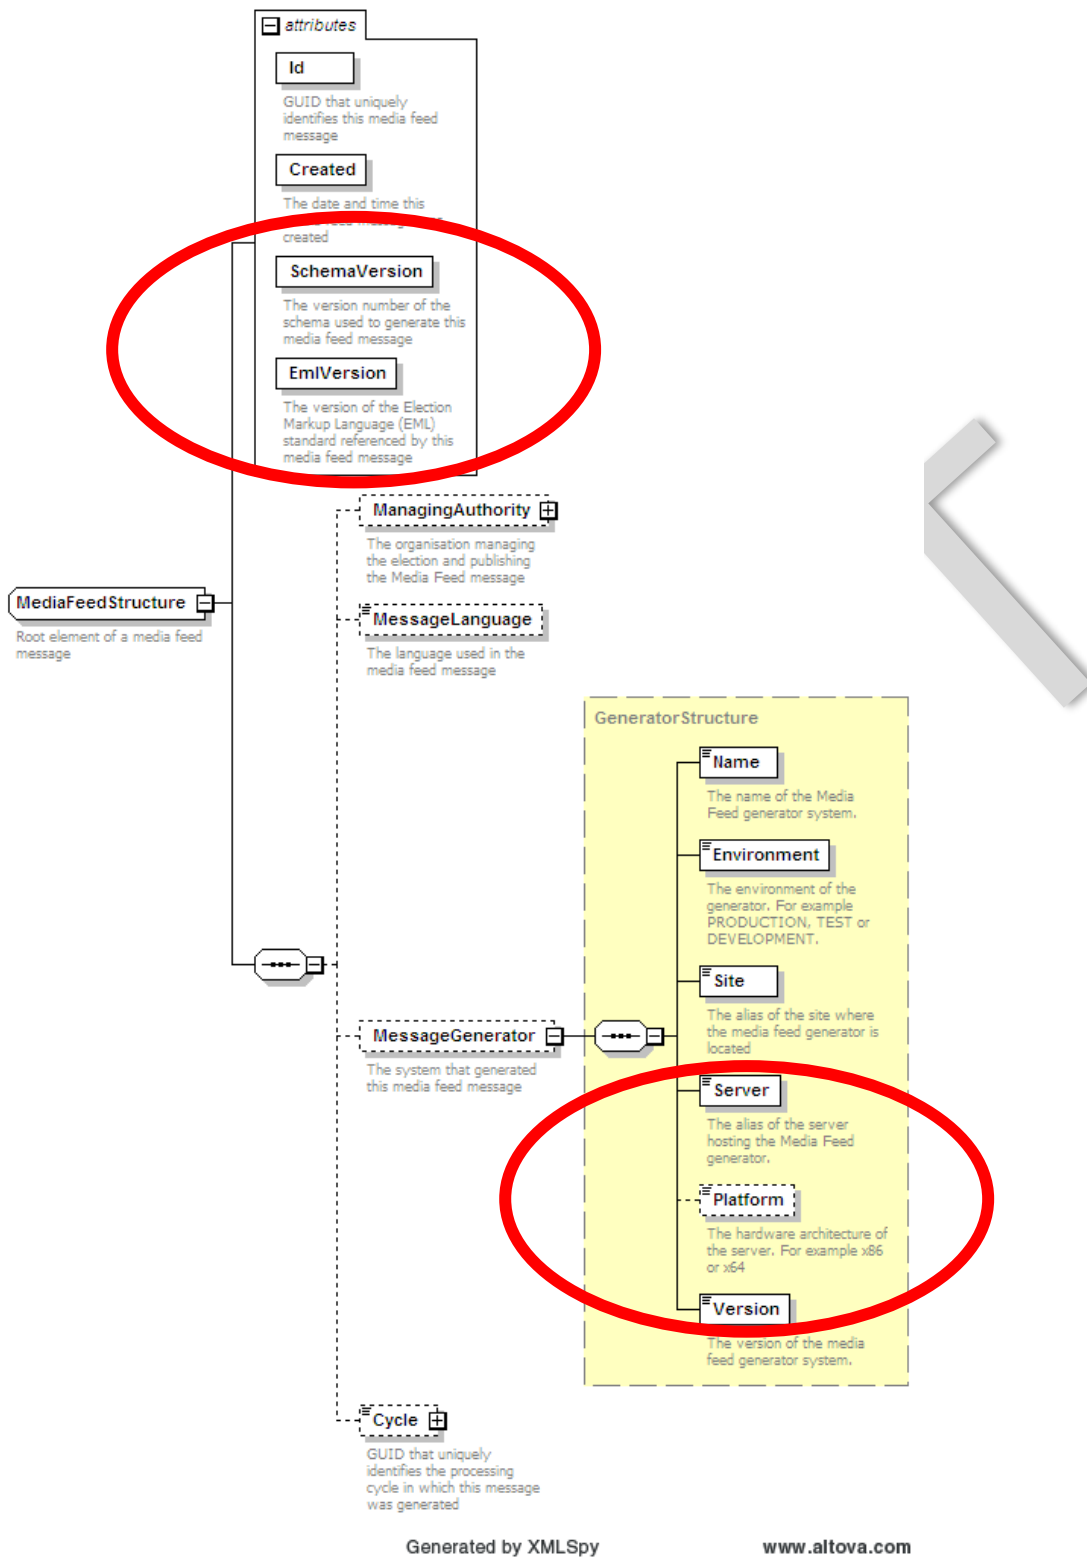 attributes
Id
GUID that uniquely
identifies this media feed
message
Created
The date and time this
created
SchemaVersion
The version number of the
schema used to generate this
media feed message
EmlVersion
The version of the Election
Markup Language (EML)
standard referenced by this
media feed message
ManagingAuthority
The organisation managing
the election and publishing
the Media Feed message
MediaFeedStructure
Root element of a media feed
message
MessageLanguage
The language used in the
media feed message
GeneratorStructure
Name
The name of the Media
Feed generator system.
Environment
The environment of the
generator. For example
PRODUCTION, TEST or
DEVELOPMENT.
Site
The alias of the site where
the media feed generator is
located
MessageGenerator
The system that generated
this media feed message
Server
The alias of the server
hosting the Media Feed
generator.
Platform
The hardware architecture of
the server. For example x86
or x64
Version
The version of the media
feed generator system.
Cycle
GUID that uniquely
identifies the processing
cycle in which this message
was generated
Generated by XMLSpy
www.altova.com